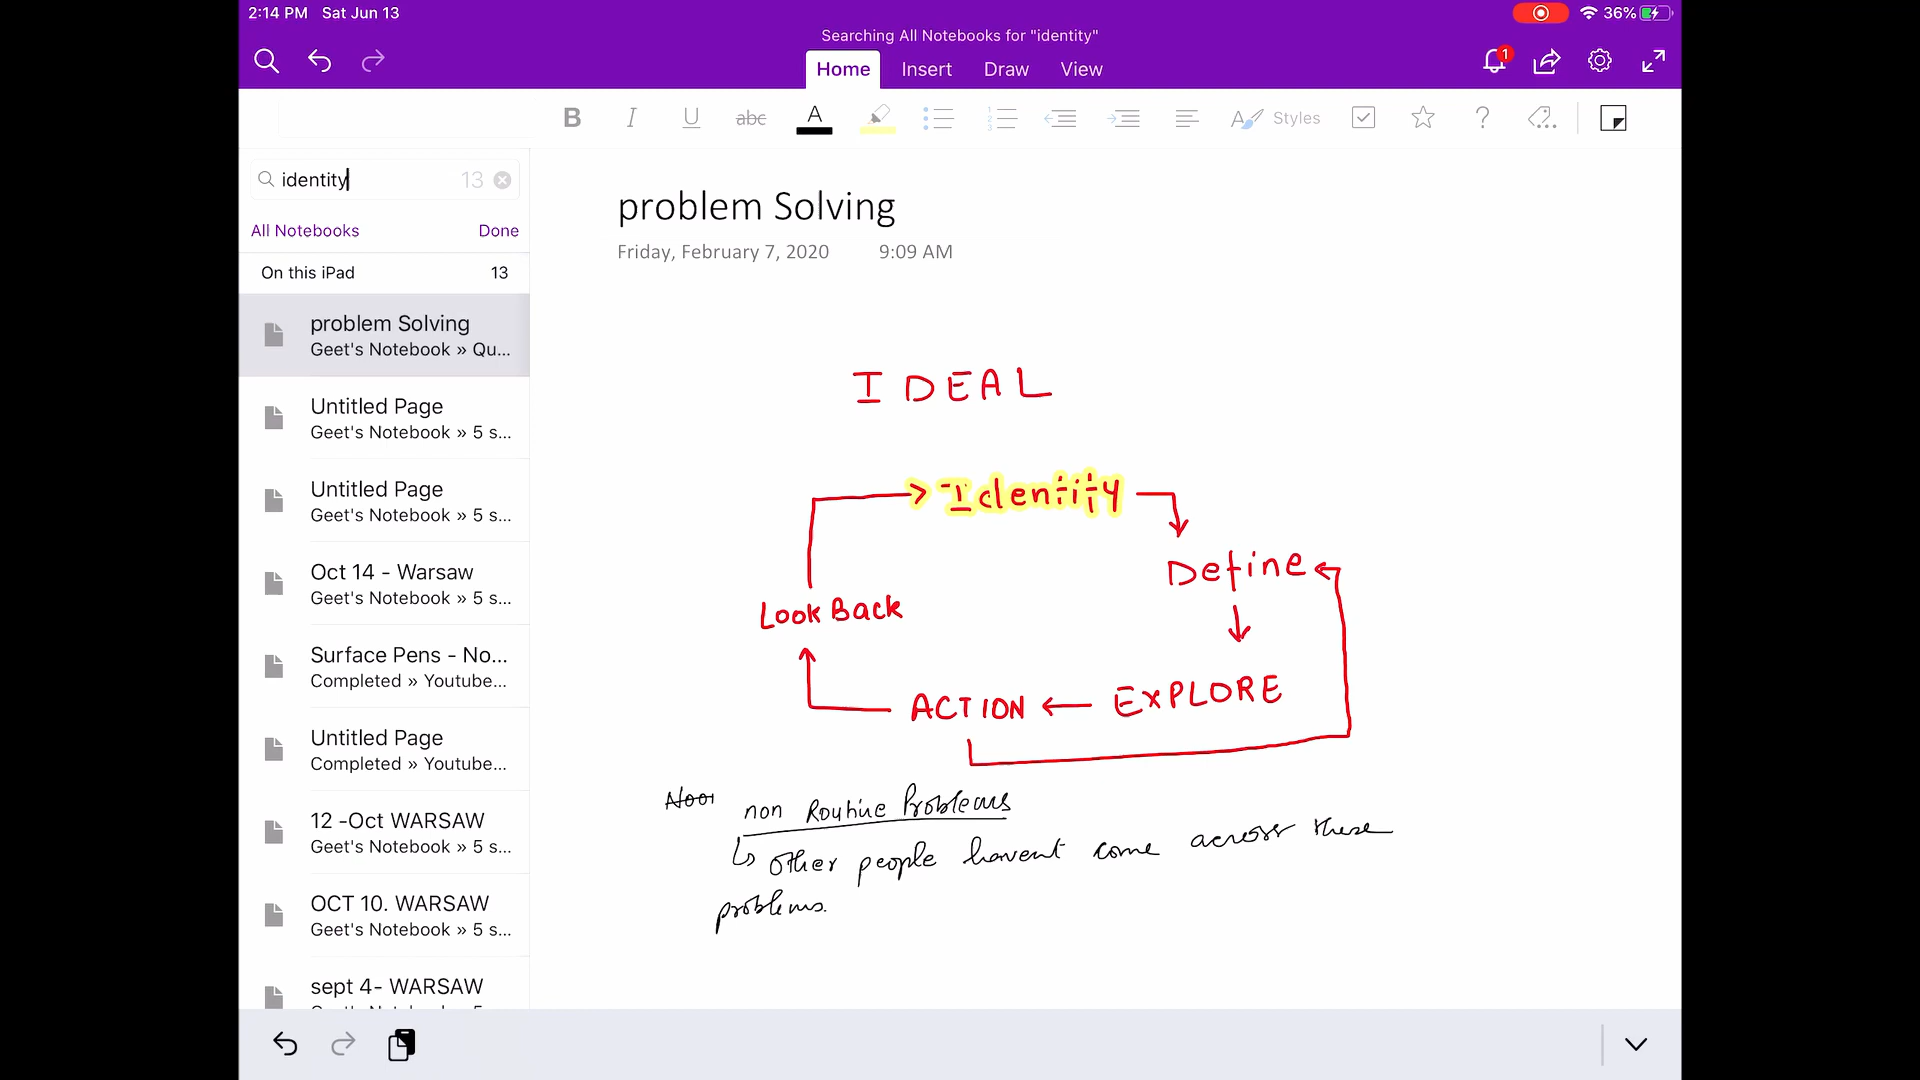 2:14 PM Sat Jun 13
36%
Searching All Notebooks for "identity"
Home Insert Draw View
1
B I U abc A Styles ?
identity 13
All Notebooks Done
On this iPad 13
problem Solving
Geet's Notebook » Qu...
Untitled Page
Geet's Notebook » 5 s...
Untitled Page
Geet's Notebook » 5 s...
Oct 14 - Warsaw
Geet's Notebook » 5 s...
Surface Pens - No...
Completed » Youtube...
Untitled Page
Completed » Youtube...
12 -Oct WARSAW
Geet's Notebook » 5 s...
OCT 10. WARSAW
Geet's Notebook » 5 s...
sept 4- WARSAW
problem Solving
Friday, February 7, 2020 9:09 AM
I DEAL
Identity
Define
Look Back
ACTION
EXPLORE
non Routine Problems
other people havent come across these
problems.